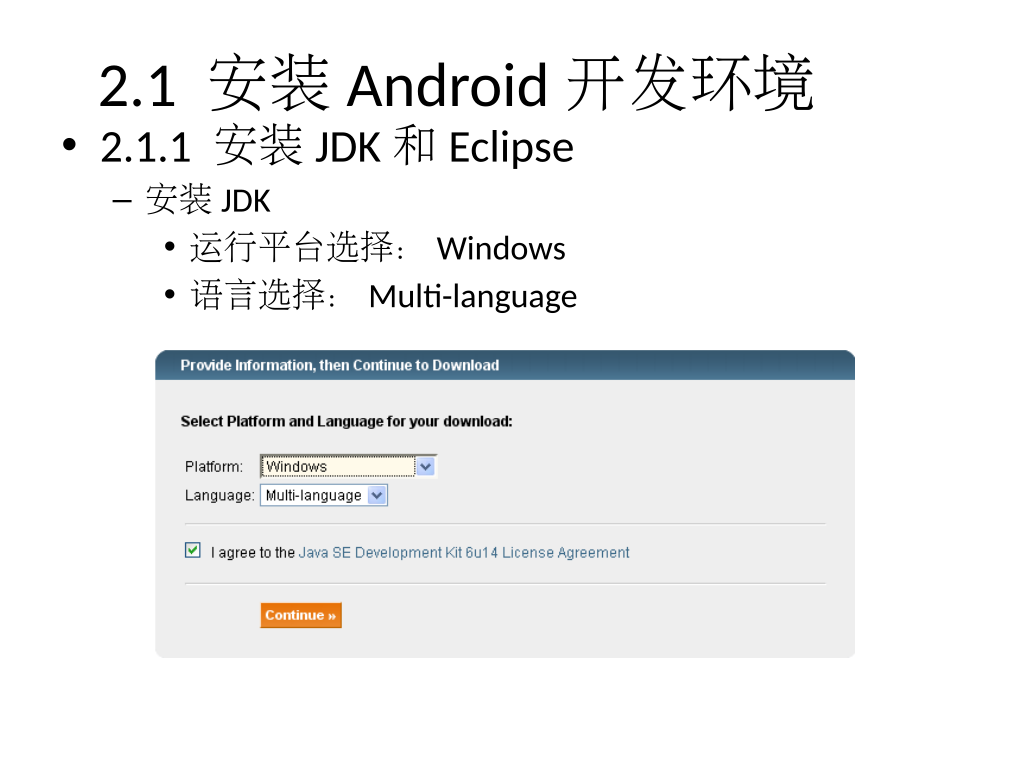 2.1 安装 Android 开发环境
• 2.1.1 安装 JDK 和 Eclipse
– 安装 JDK
• 运行平台选择： Windows
• 语言选择： Multi-language
Provide Information, then Continue to Download
Select Platform and Language for your download:
Platform: Windows
Language: Multi-language
I agree to the Java SE Development Kit 6u14 License Agreement
Continue »